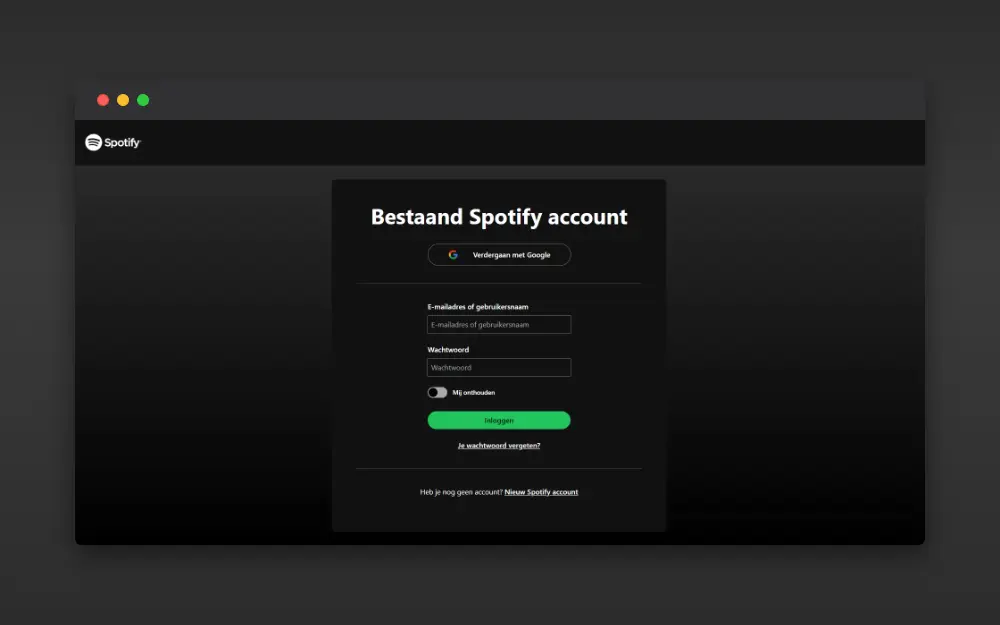 Spotify
Bestaand Spotify account
Verdergaan met Google
E-mailadres of gebruikersnaam
E-mailadres of gebruikersnaam
Wachtwoord
Wachtwoord
Mij onthouden
Inloggen
Je wachtwoord vergeten?
Heb je nog geen account? Nieuw Spotify account